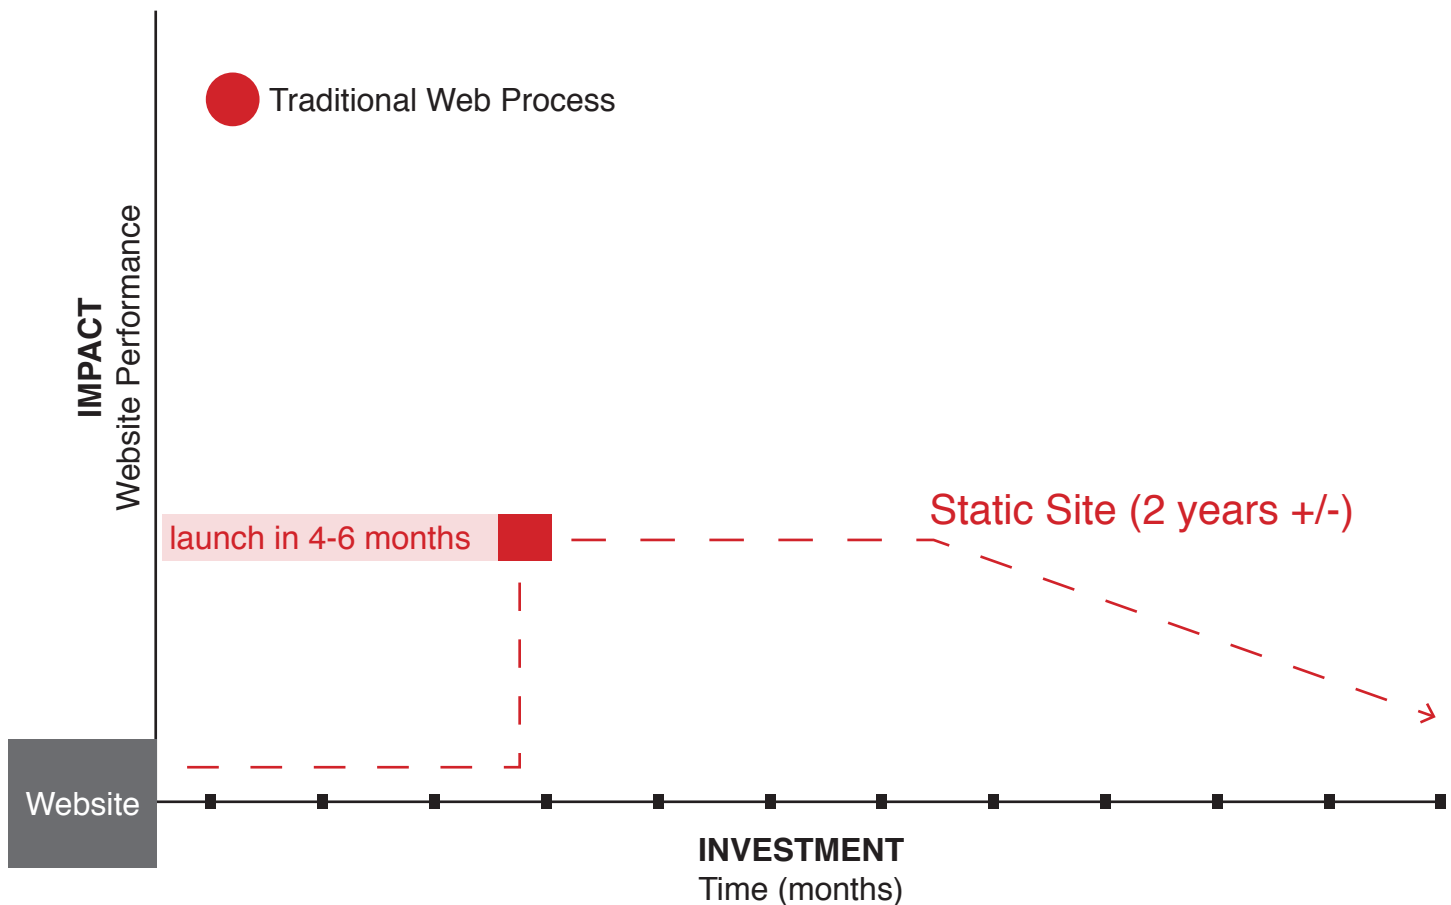 Traditional Web Process
IMPACT
Website Performance
Static Site (2 years +/-)
launch in 4-6 months
Website
INVESTMENT
Time (months)